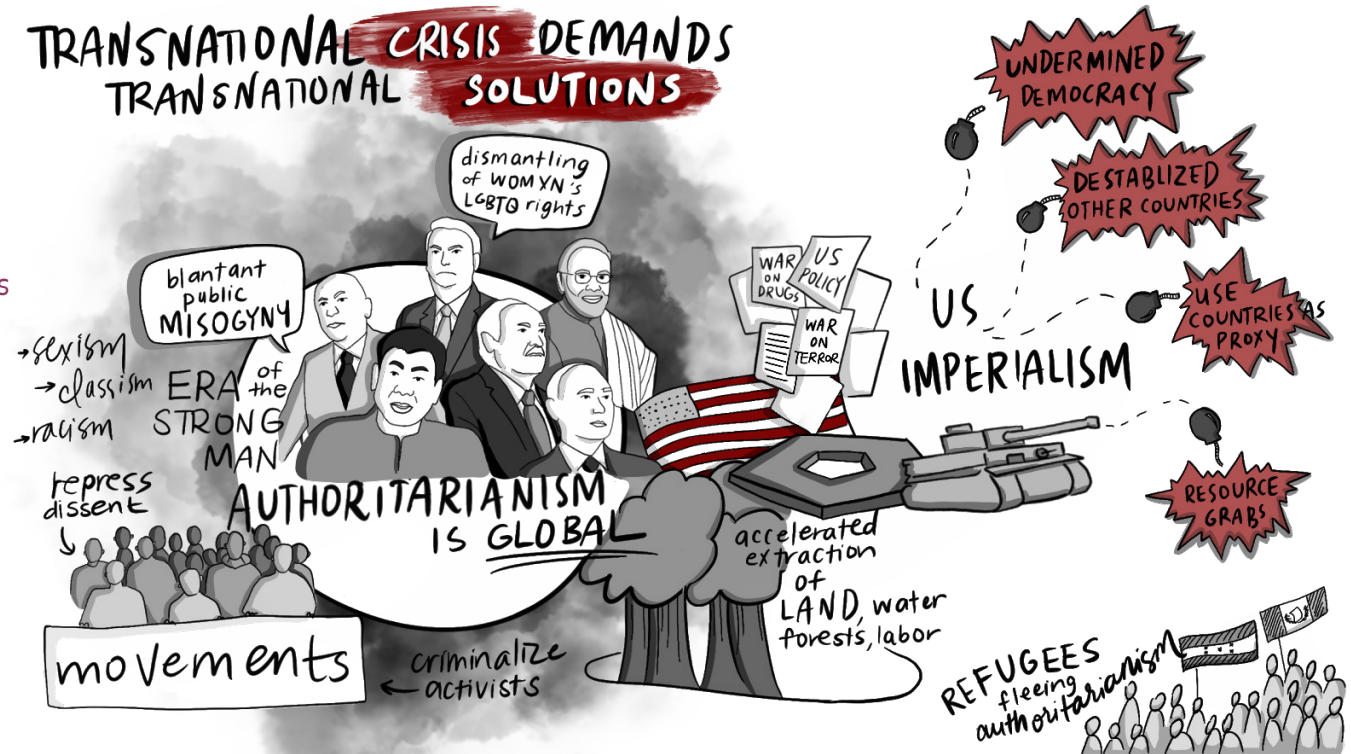 TRANSNATIONAL CRISIS DEMANDS
TRANSNATIONAL SOLUTIONS
dismantling
of WOMXN's
LGBTQ rights
blantant
public
MISOGYNY
s
→sexism
→classism
→racism
ERA of
the
STRONG
MAN
AUTHORITARIANISM
IS GLOBAL
repress
dissent
movements
criminalize
activists
WAR
ON
DRUGS
US
POLICY
WAR
ON
TERROR
US
IMPERIALISM
UNDERMINED
DEMOCRACY
DESTABLIZED
OTHER COUNTRIES
USE
COUNTRIES AS
PROXY
RESOURCE
GRABS
accelerated
extraction
of
LAND, water
forests, labor
REFUGEES
fleeing
authoritarianism